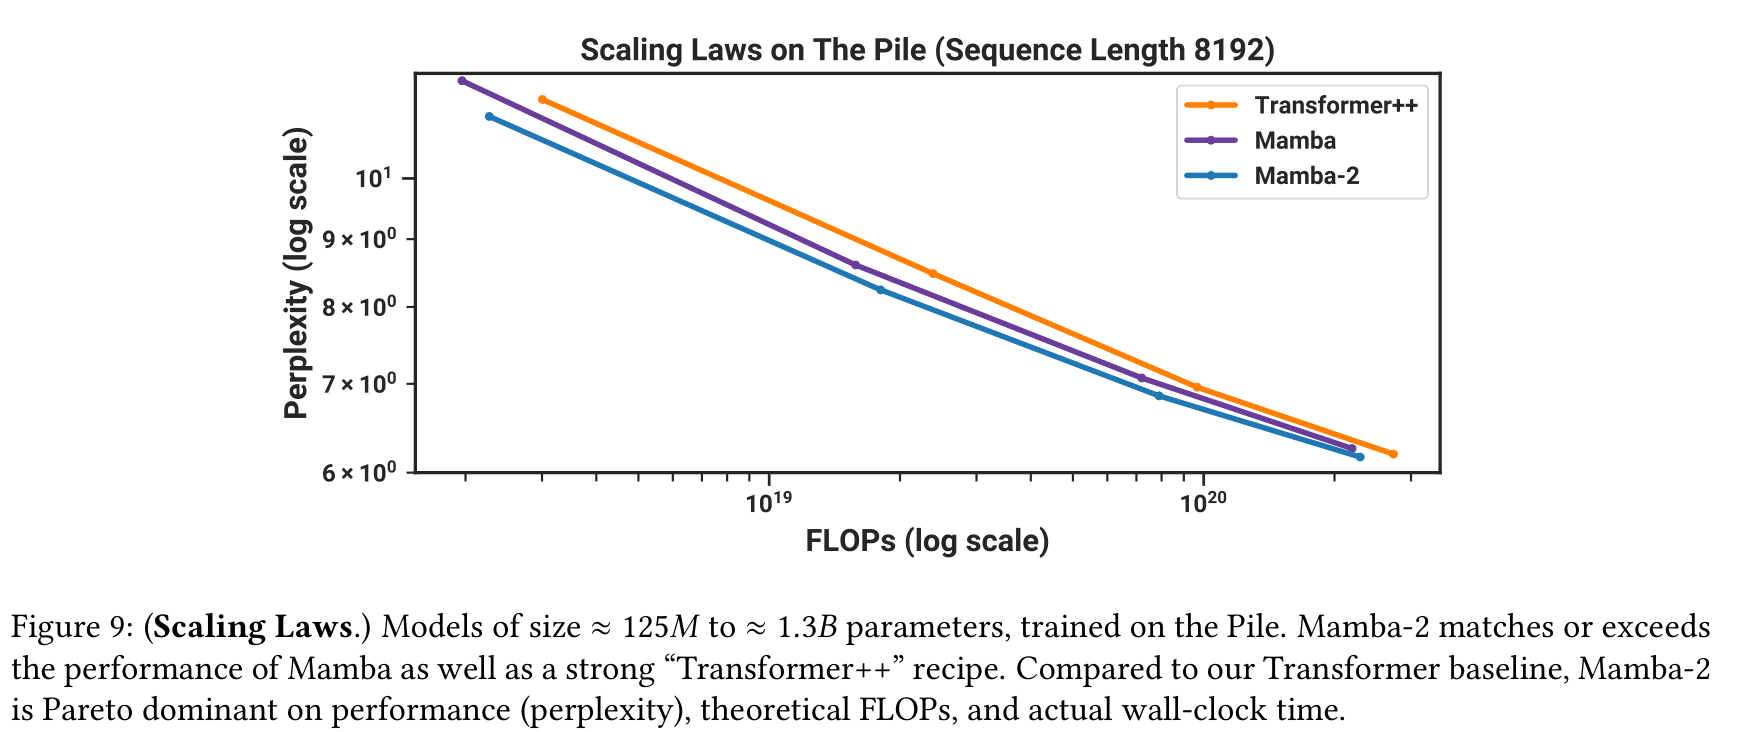 Scaling Laws on The Pile (Sequence Length 8192)
Transformer++
Mamba
Mamba-2
Perplexity (log scale)
10¹
9 × 10⁰
8 × 10⁰
7 × 10⁰
6 × 10⁰
10¹⁹
10²⁰
FLOPs (log scale)
Figure 9: (Scaling Laws.) Models of size ≈ 125M to ≈ 1.3B parameters, trained on the Pile. Mamba-2 matches or exceeds
the performance of Mamba as well as a strong “Transformer++” recipe. Compared to our Transformer baseline, Mamba-2
is Pareto dominant on performance (perplexity), theoretical FLOPs, and actual wall-clock time.